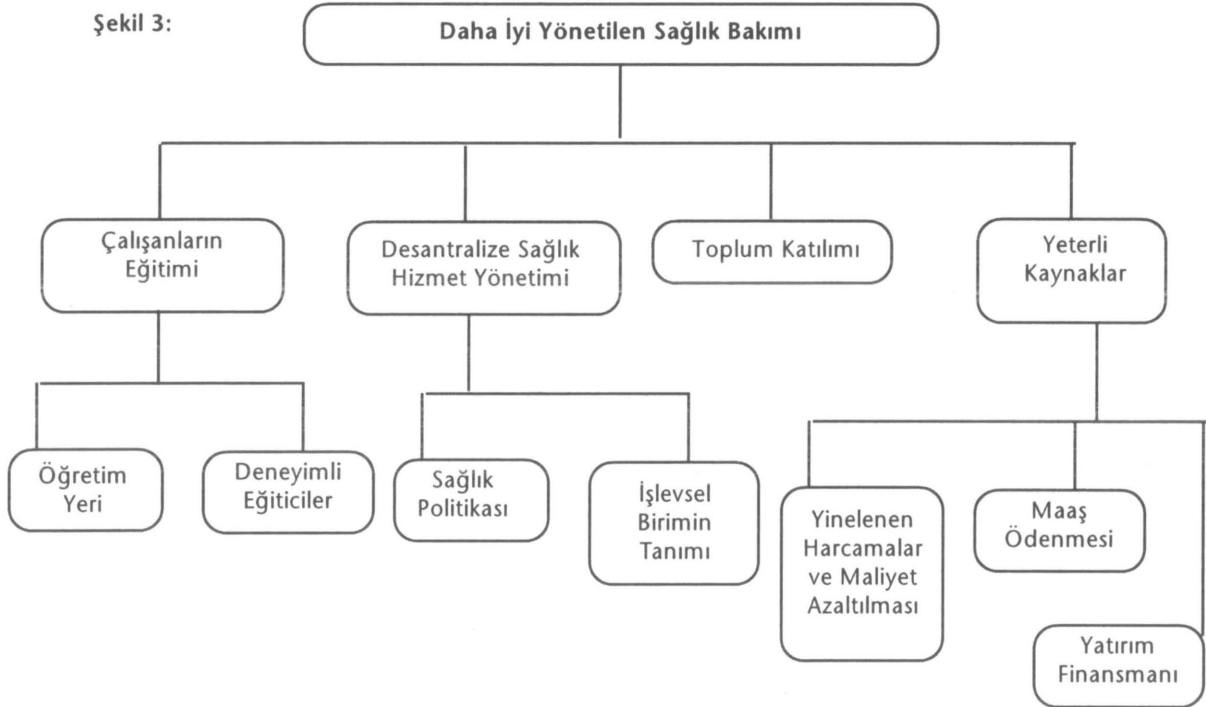 Şekil 3:
Daha İyi Yönetilen Sağlık Bakımı
Çalışanların
Eğitimi
Desantralize Sağlık
Hizmet Yönetimi
Toplum Katılımı
Yeterli
Kaynaklar
Öğretim
Yeri
Deneyimli
Eğiticiler
Sağlık
Politikası
İşlevsel
Birimin
Tanımı
Yinelenen
Harcamalar
ve Maliyet
Azaltılması
Maaş
Ödenmesi
Yatırım
Finansmanı